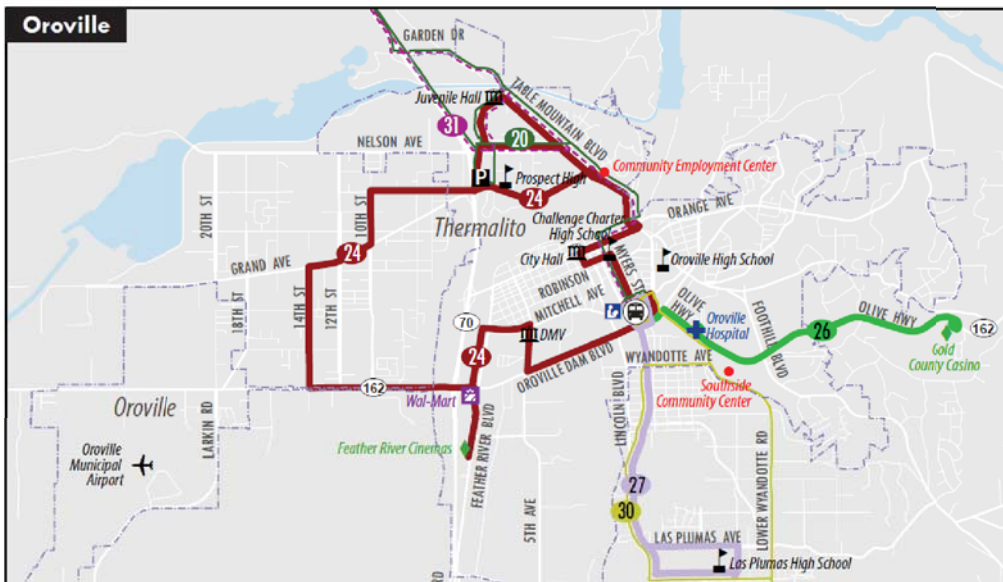 Oroville
GARDEN DR
TABLE MOUNTAIN BLVD
Juvenile Hall
31
20
NELSON AVE
Community Employment Center
P
Prospect High
24
20TH ST
10TH ST
Thermalito
Challenge Charter
High School
ORANGE AVE
24
City Hall
MYERS ST
Oroville High School
GRAND AVE
ROBINSON
MITCHELL AVE
18TH ST
14TH ST
12TH ST
OLIVE
HWY
Oroville
Hospital
FOOTHILL BLVD
OLIVE HWY
162
26
70
DMV
24
OROVILLE DAM BLVD
WYANDOTTE AVE
Gold
County Casino
162
Wal-Mart
Southside
Community Center
Oroville
LARKIN RD
LINCOLN BLVD
Feather River Cinemas
FEATHER RIVER BLVD
Oroville
Municipal
Airport
27
30
5TH AVE
LOWER WYANDOTTE RD
LAS PLUMAS AVE
Las Plumas High School
RD